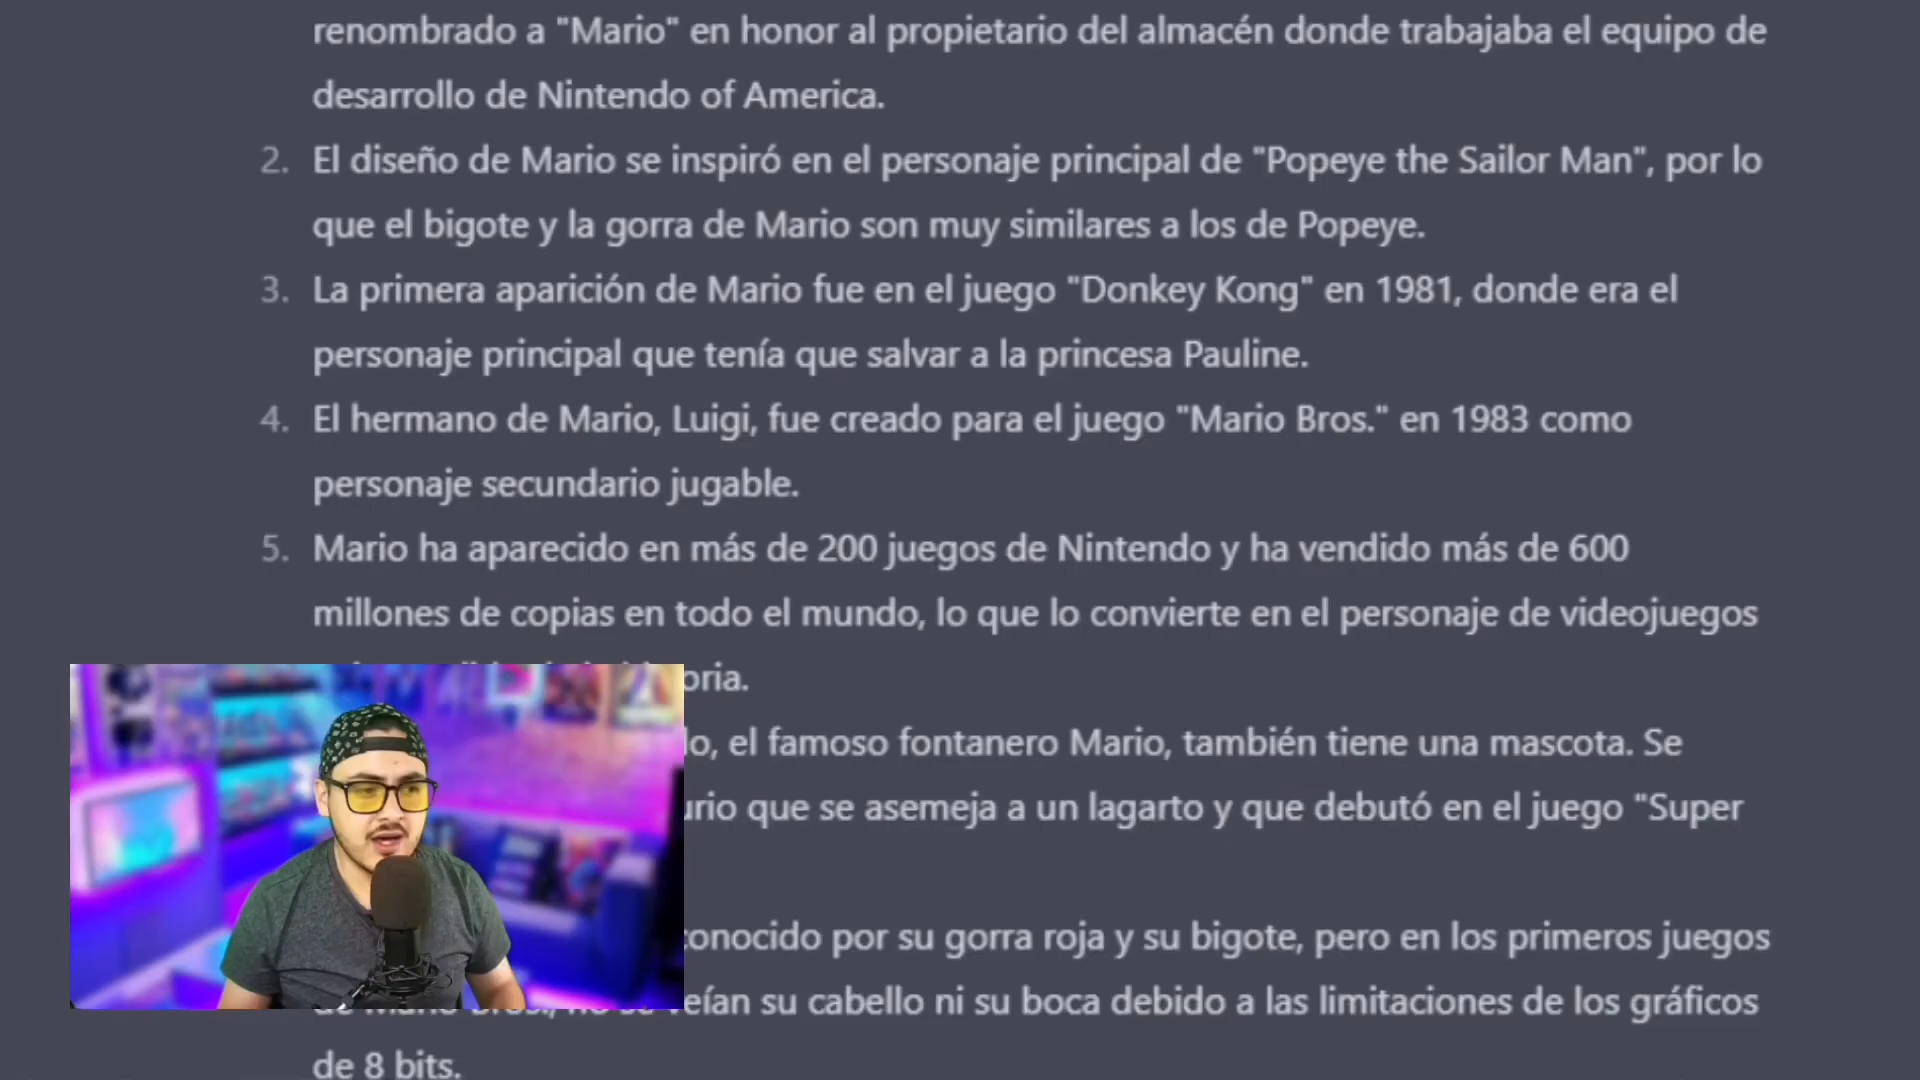 renombrado a "Mario" en honor al propietario del almacén donde trabajaba el equipo de
desarrollo de Nintendo of America.
2. El diseño de Mario se inspiró en el personaje principal de "Popeye the Sailor Man", por lo
que el bigote y la gorra de Mario son muy similares a los de Popeye.
3. La primera aparición de Mario fue en el juego "Donkey Kong" en 1981, donde era el
personaje principal que tenía que salvar a la princesa Pauline.
4. El hermano de Mario, Luigi, fue creado para el juego "Mario Bros." en 1983 como
personaje secundario jugable.
5. Mario ha aparecido en más de 200 juegos de Nintendo y ha vendido más de 600
millones de copias en todo el mundo, lo que lo convierte en el personaje de videojuegos
oria.
lo, el famoso fontanero Mario, también tiene una mascota. Se
urio que se asemeja a un lagarto y que debutó en el juego "Super
conocido por su gorra roja y su bigote, pero en los primeros juegos
veían su cabello ni su boca debido a las limitaciones de los gráficos
de 8 bits.